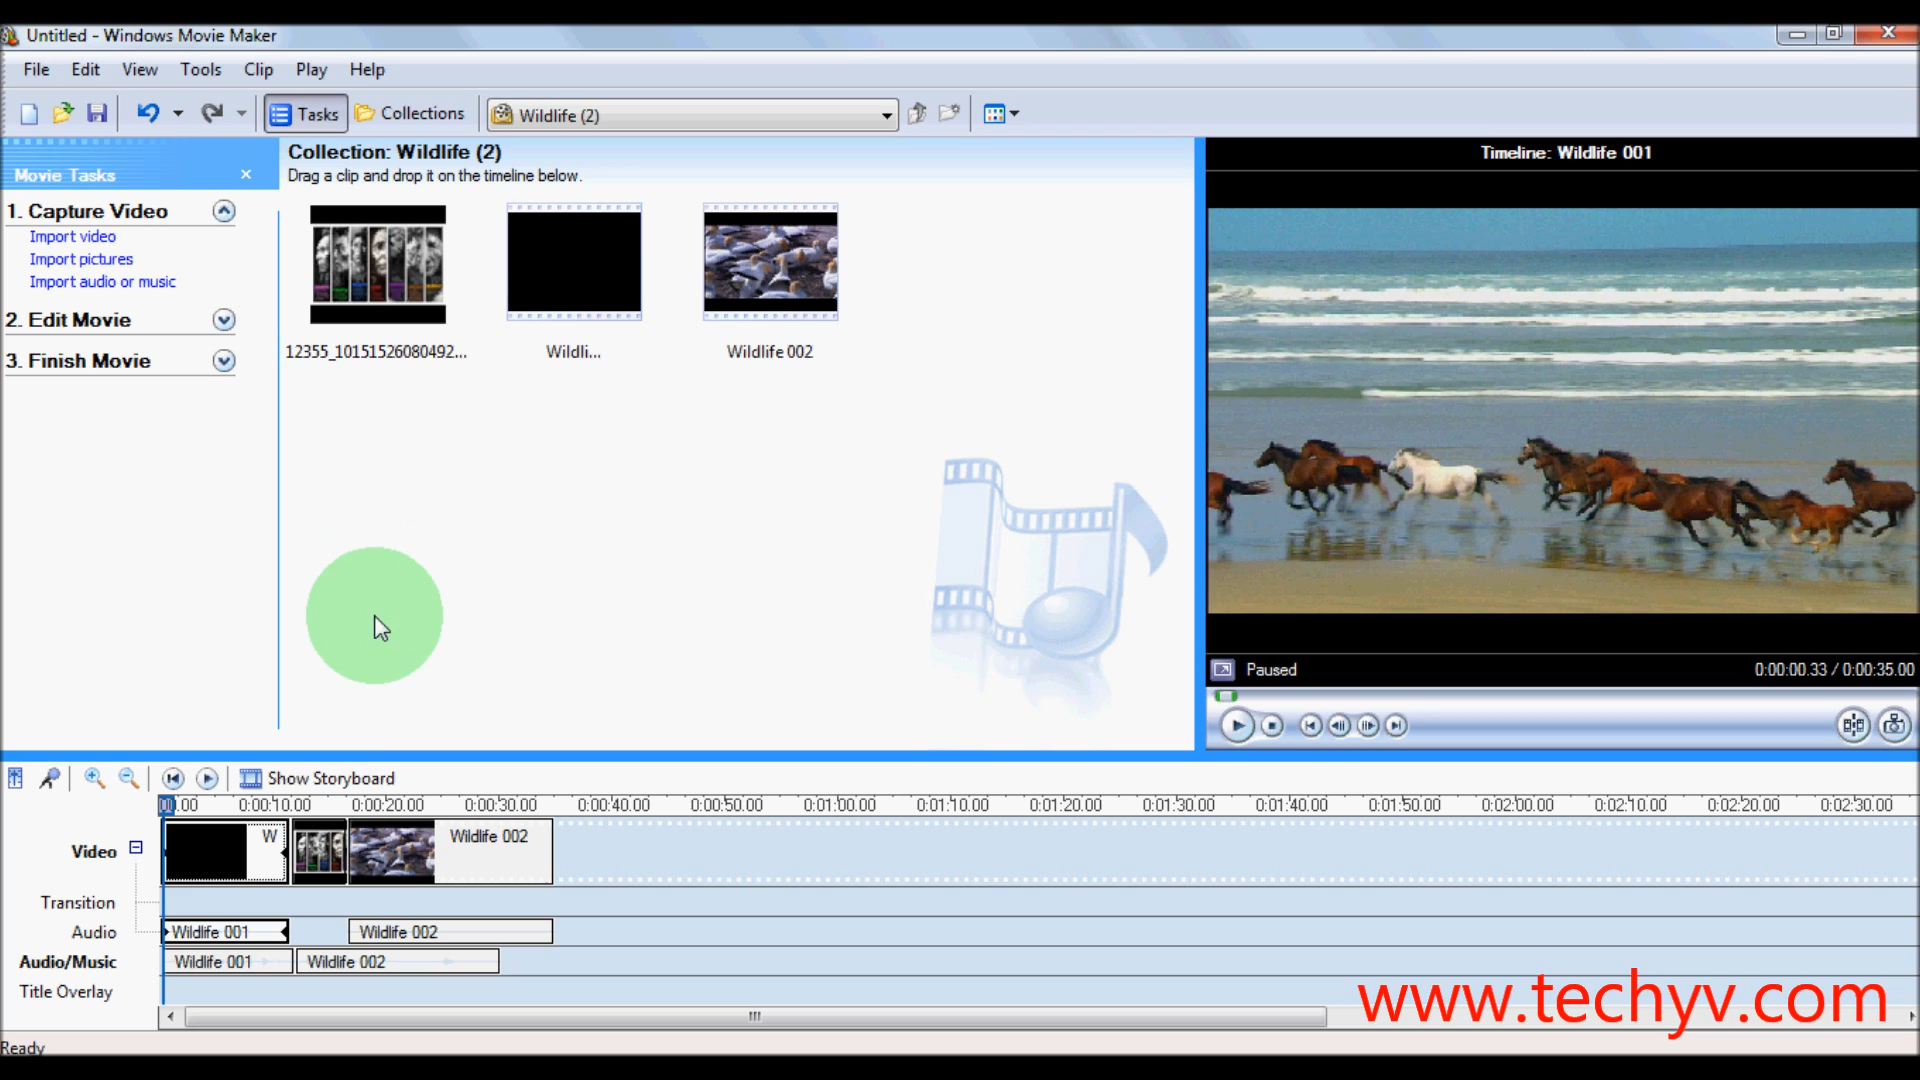 Untitled - Windows Movie Maker
File Edit View Tools Clip Play Help
Tasks Collections Wildlife (2)
Movie Tasks
1. Capture Video
Import video
Import pictures
Import audio or music
2. Edit Movie
3. Finish Movie
Collection: Wildlife (2)
Drag a clip and drop it on the timeline below.
12355_10151526080492... Wildli... Wildlife 002
Timeline: Wildlife 001
Paused 0:00:00.33 / 0:00:35.00
Show Storyboard
00.00 0:00:10.00 0:00:20.00 0:00:30.00 0:00:40.00 0:00:50.00 0:01:00.00 0:01:10.00 0:01:20.00 0:01:30.00 0:01:40.00 0:01:50.00 0:02:00.00 0:02:10.00 0:02:20.00 0:02:30.00
Video W Wildlife 002
Transition
Audio Wildlife 001 Wildlife 002
Audio/Music Wildlife 001 Wildlife 002
Title Overlay
www.techyv.com
Ready